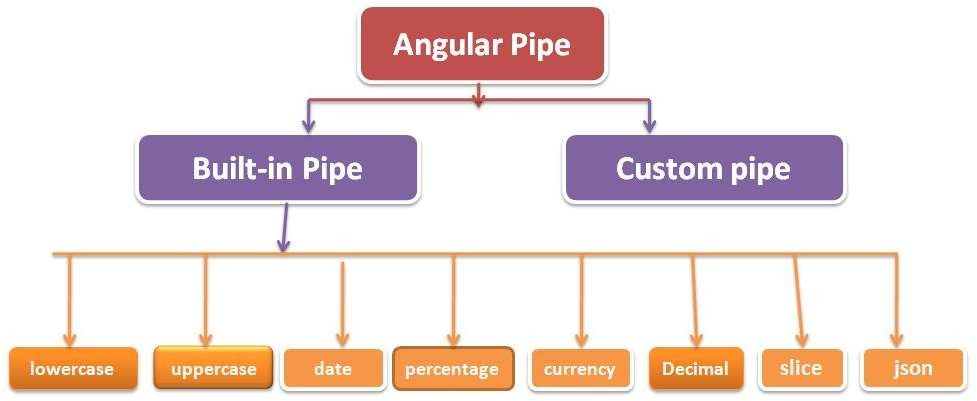 Angular Pipe
Built-in Pipe
Custom pipe
lowercase
uppercase
date
percentage
currency
Decimal
slice
json